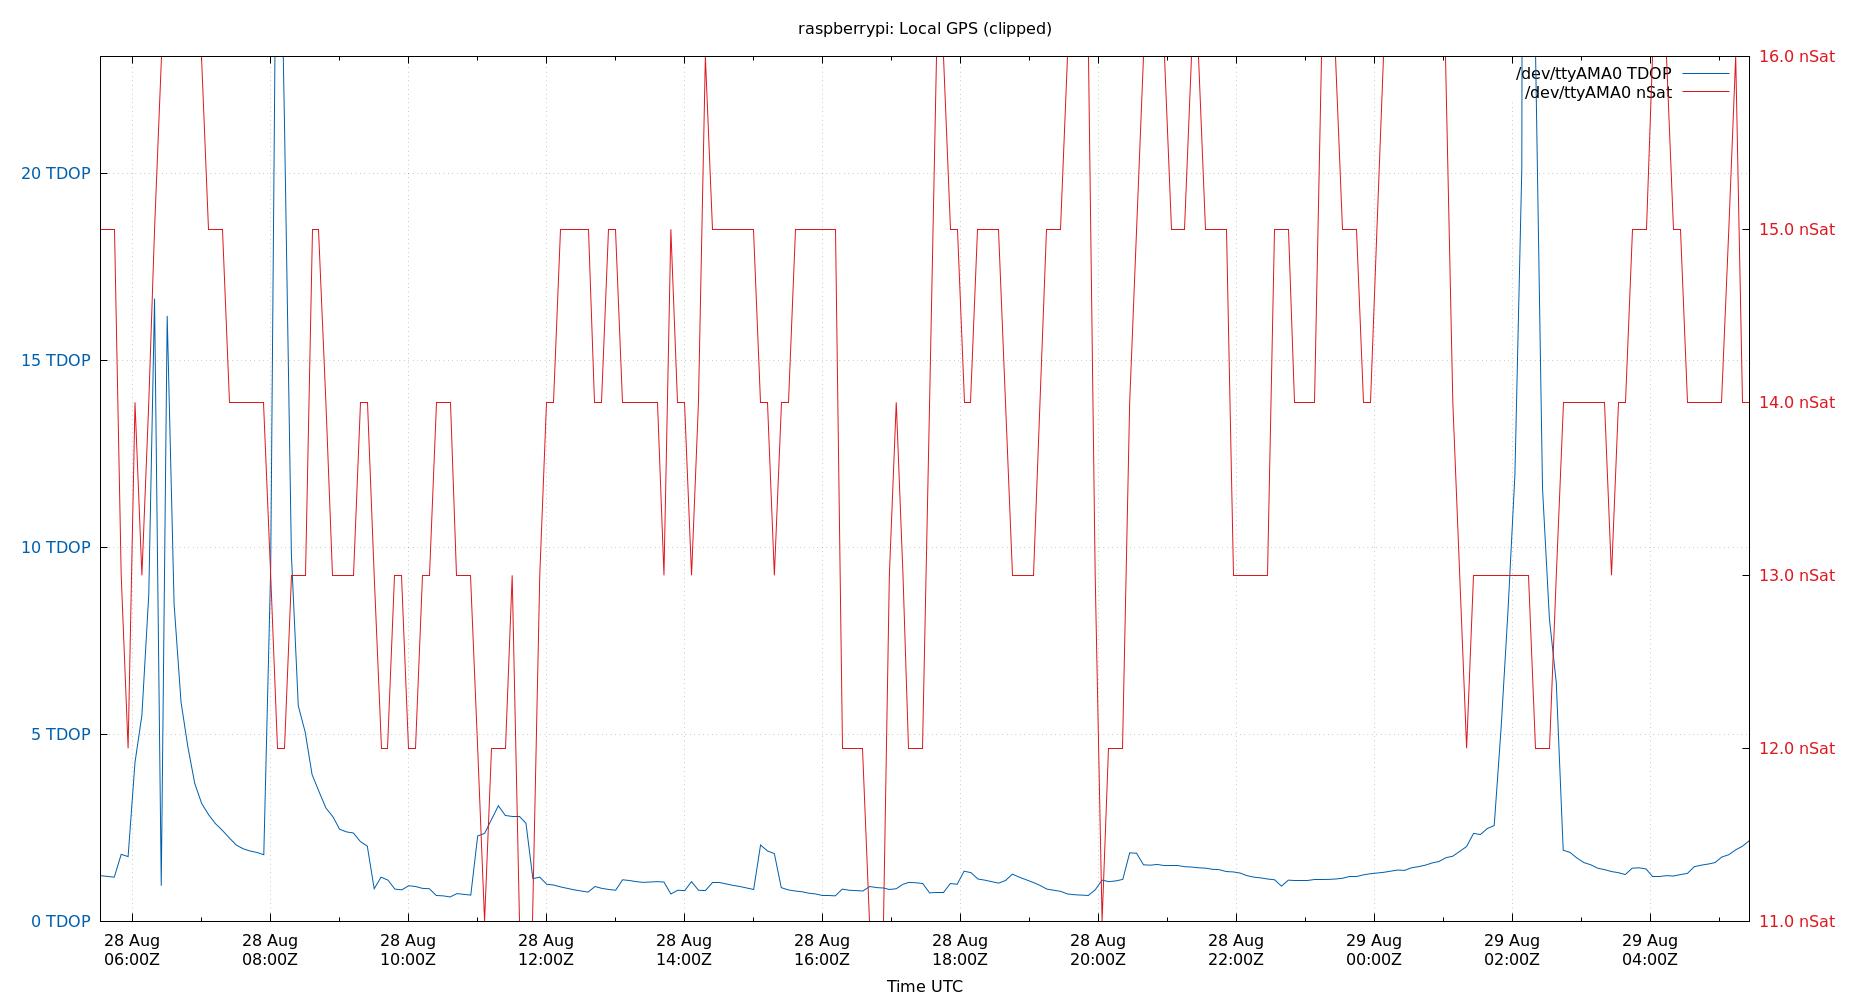 raspberrypi: Local GPS (clipped)
16.0 nSat
/dev/ttyAMA0 TDOP
/dev/ttyAMA0 nSat
20 TDOP
15.0 nSat
15 TDOP
14.0 nSat
10 TDOP
13.0 nSat
5 TDOP
12.0 nSat
0 TDOP
11.0 nSat
28 Aug 28 Aug 28 Aug 28 Aug 28 Aug 28 Aug 28 Aug 28 Aug 28 Aug 29 Aug 29 Aug 29 Aug
06:00Z 08:00Z 10:00Z 12:00Z 14:00Z 16:00Z 18:00Z 20:00Z 22:00Z 00:00Z 02:00Z 04:00Z
Time UTC